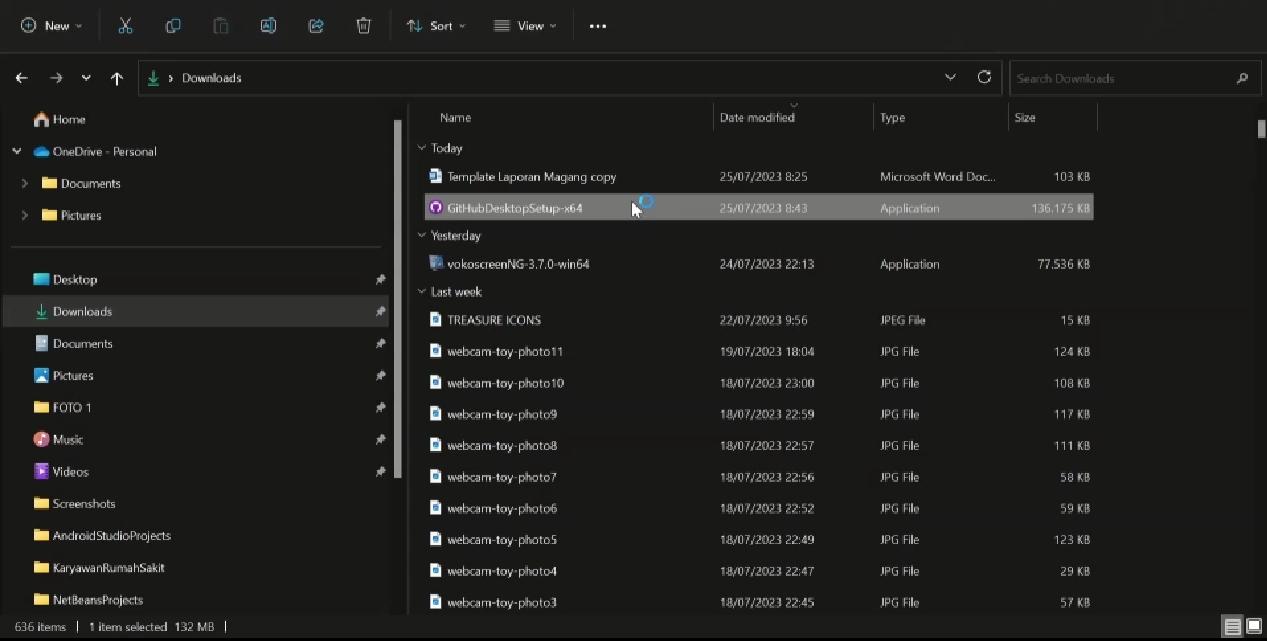 New Sort View
Downloads Search Downloads
Home
OneDrive - Personal
Documents
Pictures
Desktop
Downloads
Documents
Pictures
FOTO 1
Music
Videos
Screenshots
AndroidStudioProjects
KaryawanRumahSakit
NetBeansProjects
Name Date modified Type Size
Today
Template Laporan Magang copy 25/07/2023 8:25 Microsoft Word Doc... 103 KB
GitHubDesktopSetup-x64 25/07/2023 8:43 Application 136.175 KB
Yesterday
vokoscreenNG-3.7.0-win64 24/07/2023 22:13 Application 77.536 KB
Last week
TREASURE ICONS 22/07/2023 9:56 JPEG File 15 KB
webcam-toy-photo11 19/07/2023 18:04 JPG File 124 KB
webcam-toy-photo10 18/07/2023 23:00 JPG File 108 KB
webcam-toy-photo9 18/07/2023 22:59 JPG File 117 KB
webcam-toy-photo8 18/07/2023 22:57 JPG File 111 KB
webcam-toy-photo7 18/07/2023 22:56 JPG File 58 KB
webcam-toy-photo6 18/07/2023 22:52 JPG File 59 KB
webcam-toy-photo5 18/07/2023 22:49 JPG File 123 KB
webcam-toy-photo4 18/07/2023 22:47 JPG File 29 KB
webcam-toy-photo3 18/07/2023 22:45 JPG File 57 KB
636 items | 1 item selected 132 MB |